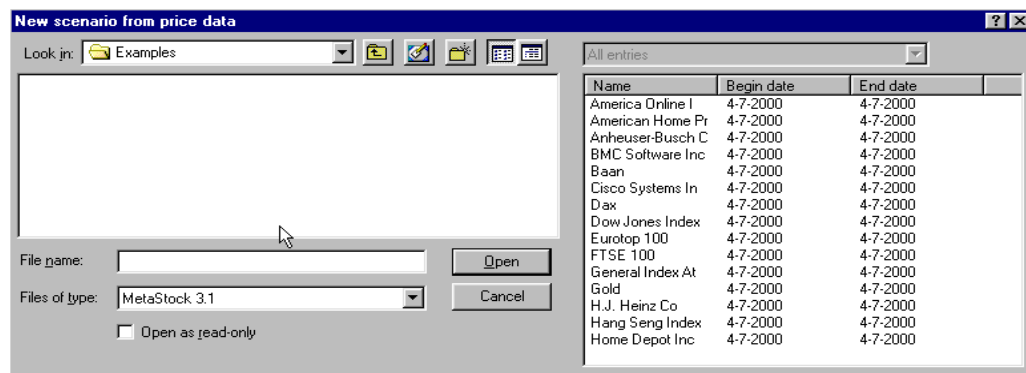 New scenario from price data
Look in: Examples
All entries
Name Begin date End date
America Online I 4-7-2000 4-7-2000
American Home Pr 4-7-2000 4-7-2000
Anheuser-Busch C 4-7-2000 4-7-2000
BMC Software Inc 4-7-2000 4-7-2000
Baan 4-7-2000 4-7-2000
Cisco Systems In 4-7-2000 4-7-2000
Dax 4-7-2000 4-7-2000
Dow Jones Index 4-7-2000 4-7-2000
Eurotop 100 4-7-2000 4-7-2000
FTSE 100 4-7-2000 4-7-2000
General Index At 4-7-2000 4-7-2000
Gold 4-7-2000 4-7-2000
H.J. Heinz Co 4-7-2000 4-7-2000
Hang Seng Index 4-7-2000 4-7-2000
Home Depot Inc 4-7-2000 4-7-2000
File name: Open
Files of type: MetaStock 3.1 Cancel
Open as read-only